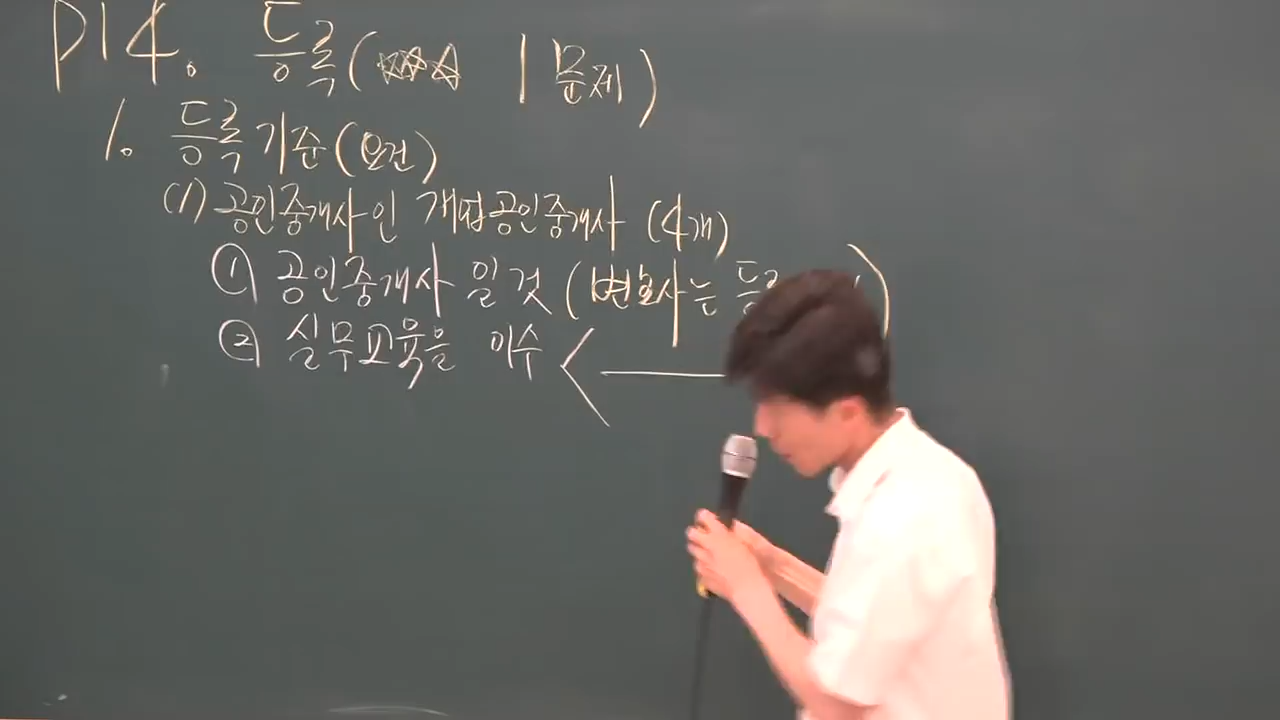 P14. 등록(☆☆☆ 1문제)
1. 등록기준(요건)
(1) 공인중개사인 개업공인중개사 (4개)
① 공인중개사 일 것 (변호사는 등
② 실무교육을 이수